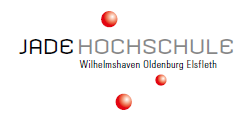 JADE HOCHSCHULE
Wilhelmshaven Oldenburg Elsfleth